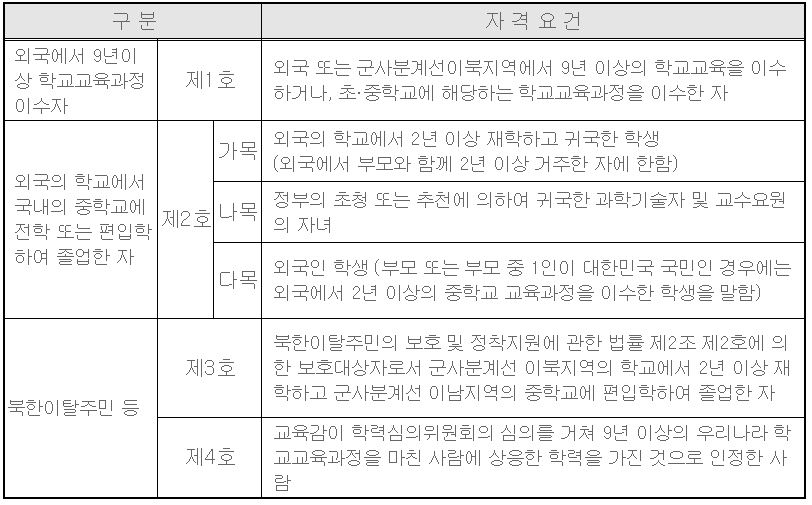 구 분
자 격 요 건
외국에서 9년이
상 학교교육과정
이수자
제1호
외국 또는 군사분계선이북지역에서 9년 이상의 학교교육을 이수
하거나, 초·중학교에 해당하는 학교교육과정을 이수한 자
외국의 학교에서
국내의 중학교에
전학 또는 편입학
하여 졸업한 자
제2호
가목
외국의 학교에서 2년 이상 재학하고 귀국한 학생
(외국에서 부모와 함께 2년 이상 거주한 자에 한함)
나목
정부의 초청 또는 추천에 의하여 귀국한 과학기술자 및 교수요원
의 자녀
다목
외국인 학생 (부모 또는 부모 중 1인이 대한민국 국민인 경우에는
외국에서 2년 이상의 중학교 교육과정을 이수한 학생을 말함)
북한이탈주민 등
제3호
북한이탈주민의 보호 및 정착지원에 관한 법률 제2조 제2호에 의
한 보호대상자로서 군사분계선 이북지역의 학교에서 2년 이상 재
학하고 군사분계선 이남지역의 중학교에 편입학하여 졸업한 자
제4호
교육감이 학력심의위원회의 심의를 거쳐 9년 이상의 우리나라 학
교교육과정을 마친 사람에 상응한 학력을 가진 것으로 인정한 사
람